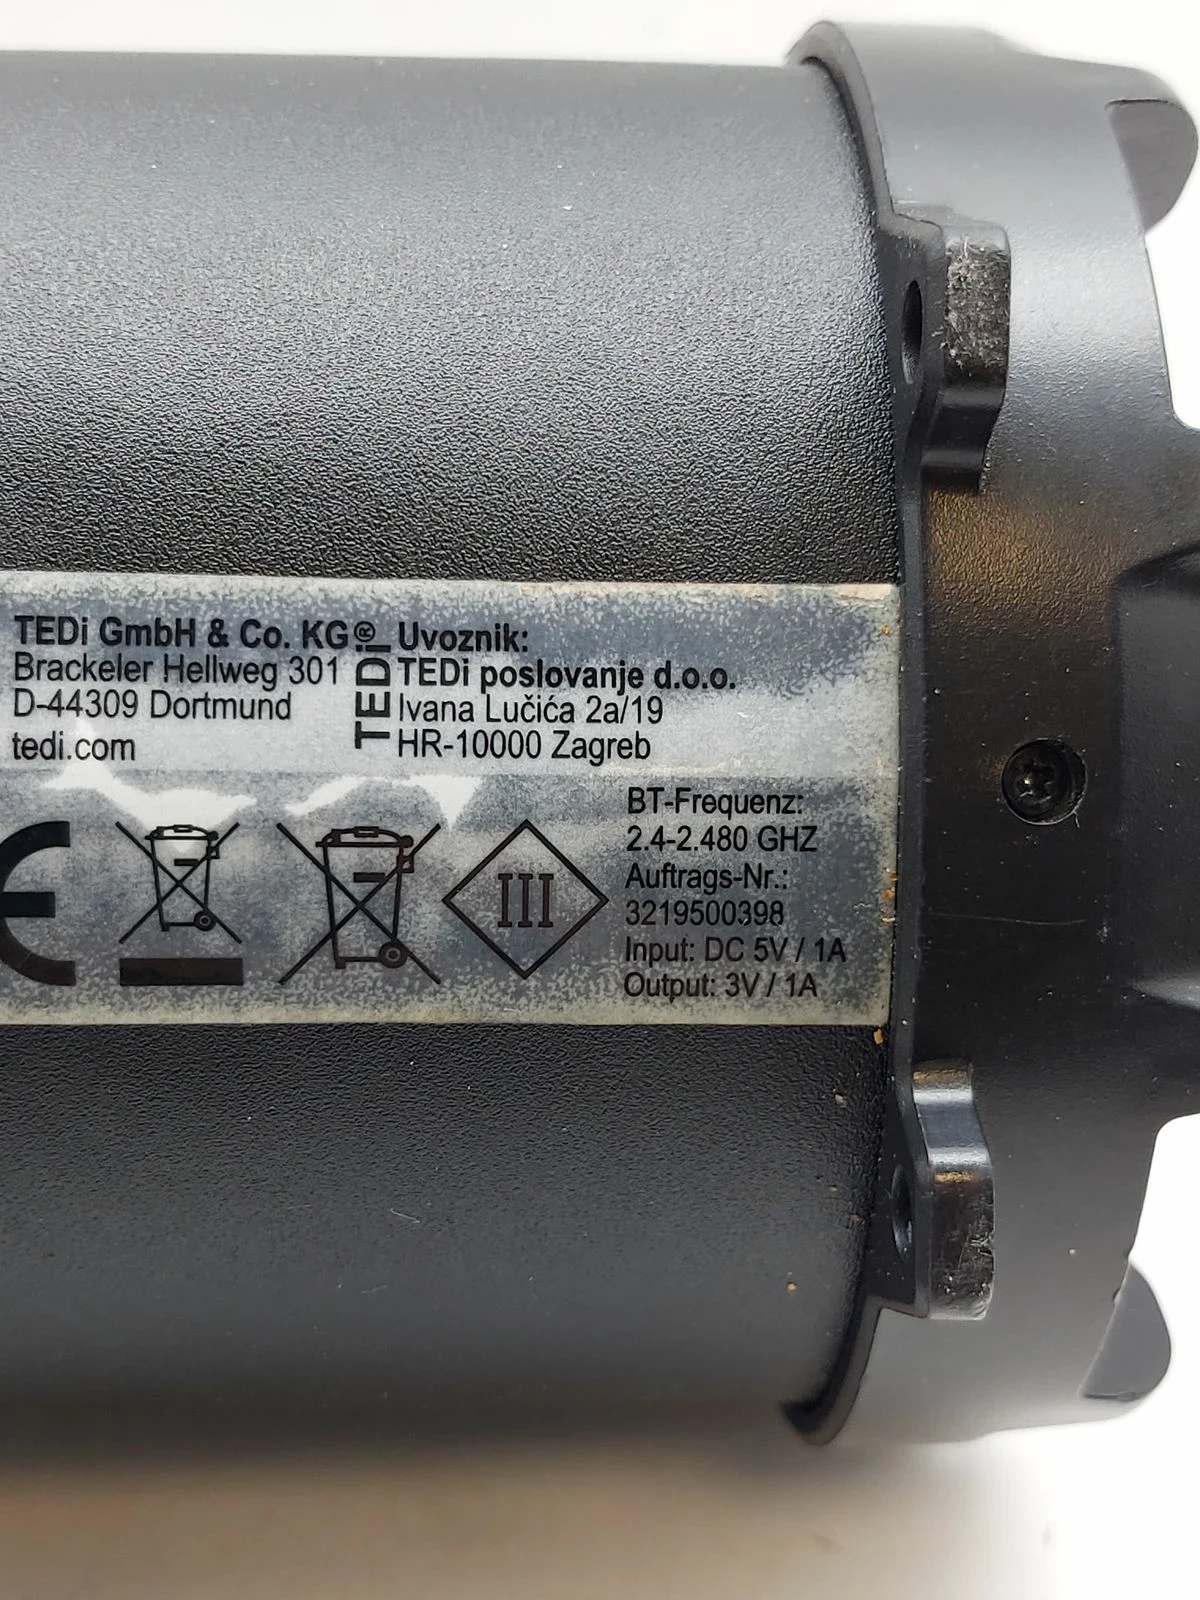 TEDi GmbH & Co. KG
Brackeler Hellweg 301
D-44309 Dortmund
tedi.com
TEDi®
Uvoznik:
TEDi poslovanje d.o.o.
Ivana Lučića 2a/19
HR-10000 Zagreb
CE
III
BT-Frequenz:
2.4-2.480 GHZ
Auftrags-Nr.:
3219500398
Input: DC 5V / 1A
Output: 3V / 1A